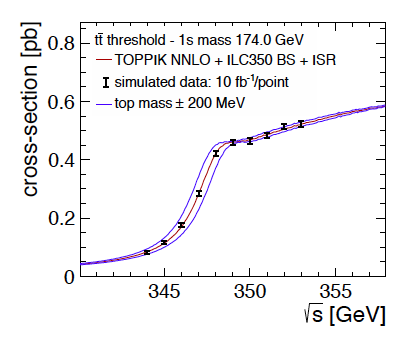 tt̄ threshold - 1s mass 174.0 GeV
TOPPIK NNLO + ILC350 BS + ISR
simulated data: 10 fb⁻¹/point
top mass ± 200 MeV
cross-section [pb]
0.8
0.6
0.4
0.2
0
345 350 355
√s [GeV]